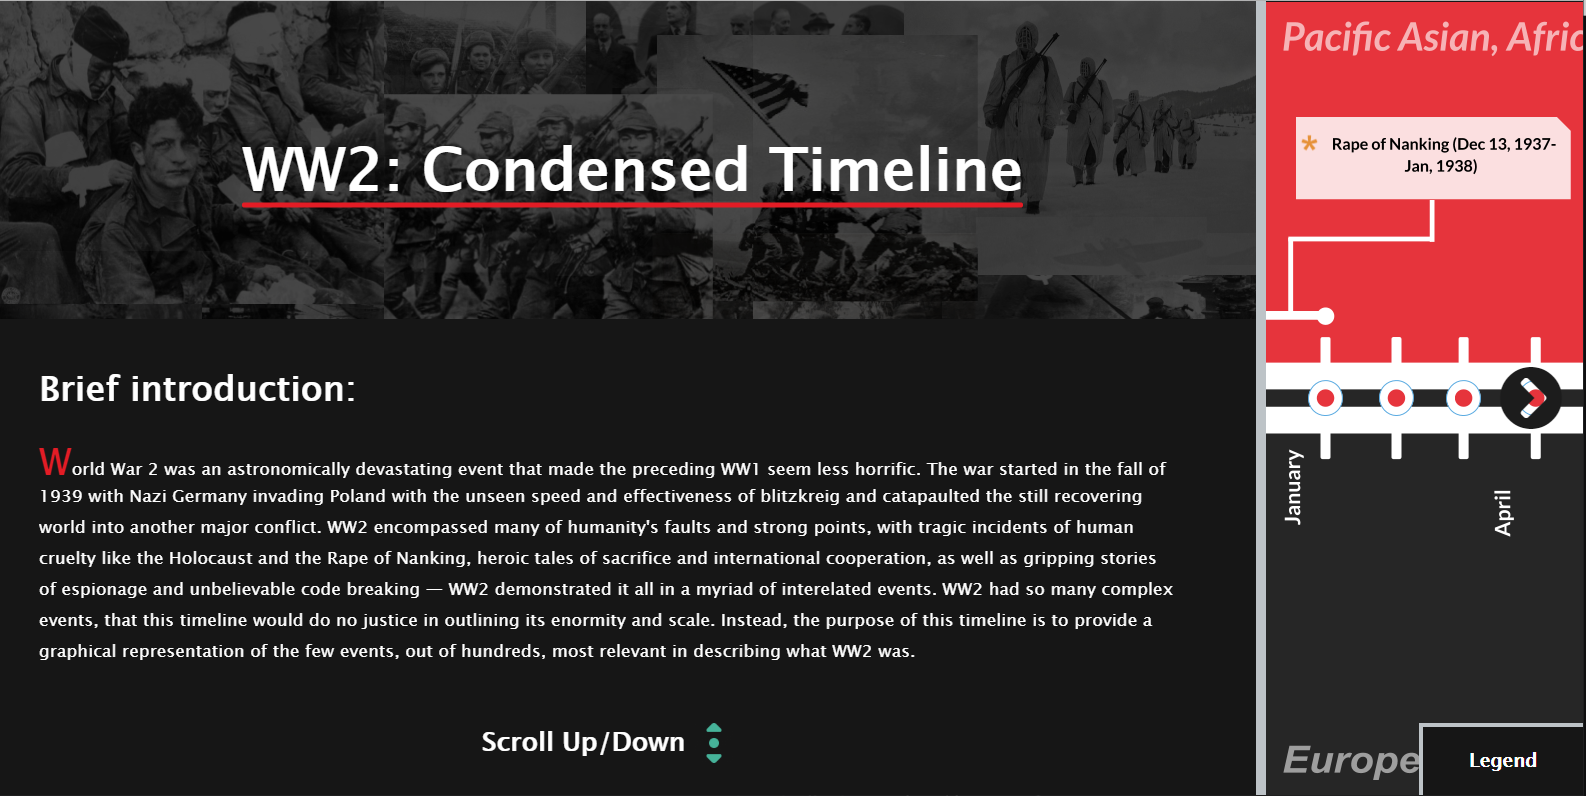 WW2: Condensed Timeline
Brief introduction:
World War 2 was an astronomically devastating event that made the preceding WW1 seem less horrific. The war started in the fall of
1939 with Nazi Germany invading Poland with the unseen speed and effectiveness of blitzkreig and catapaulted the still recovering
world into another major conflict. WW2 encompassed many of humanity's faults and strong points, with tragic incidents of human
cruelty like the Holocaust and the Rape of Nanking, heroic tales of sacrifice and international cooperation, as well as gripping stories
of espionage and unbelievable code breaking — WW2 demonstrated it all in a myriad of interelated events. WW2 had so many complex
events, that this timeline would do no justice in outlining its enormity and scale. Instead, the purpose of this timeline is to provide a
graphical representation of the few events, out of hundreds, most relevant in describing what WW2 was.
Scroll Up/Down
Pacific Asian, Afric
* Rape of Nanking (Dec 13, 1937-
Jan, 1938)
January
April
Europe
Legend